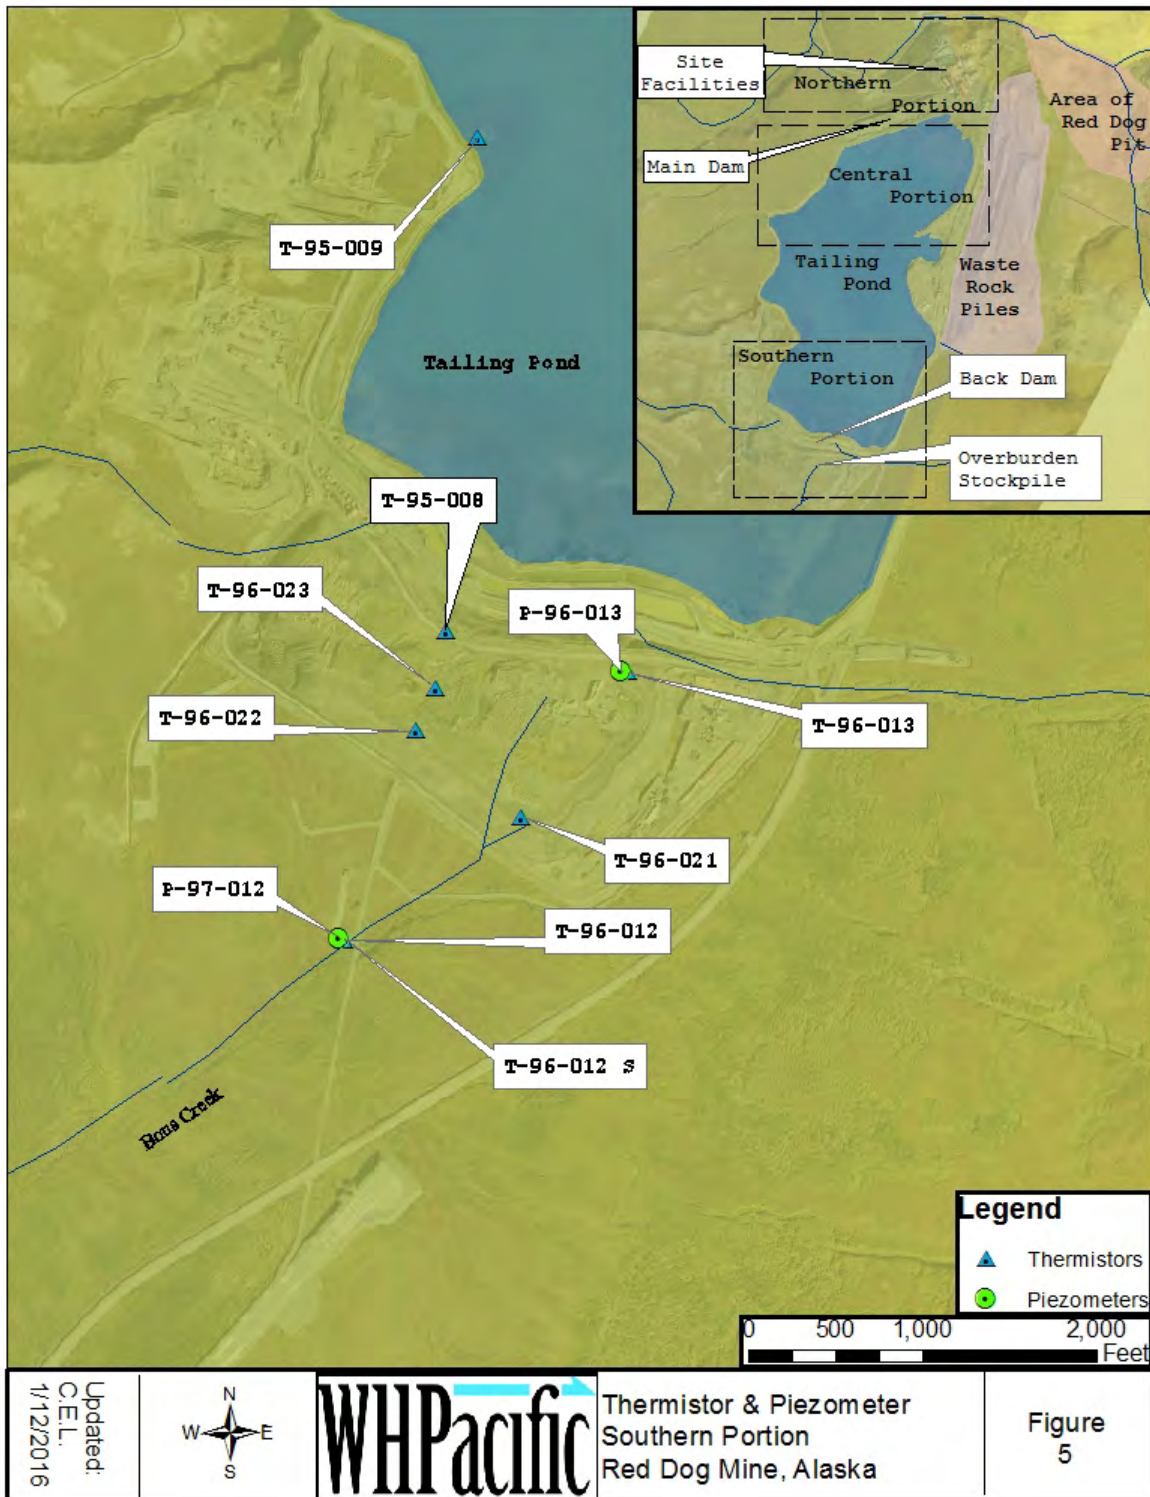 Site
Facilities
Northern
Portion
Area of
Red Dog
Pit
Main Dam
Central
Portion
Tailing
Pond
Waste
Rock
Piles
Southern
Portion
Back Dam
Overburden
Stockpile
T-95-009
Tailing Pond
T-95-008
T-96-023
P-96-013
T-96-022
T-96-013
T-96-021
P-97-012
T-96-012
T-96-012 S
Bons Creek
Legend
Thermistors
Piezometers
0 500 1,000 2,000
Feet
Updated:
C.E.L.
1/12/2016
N
W E
S
WHPacific
Thermistor & Piezometer
Southern Portion
Red Dog Mine, Alaska
Figure
5